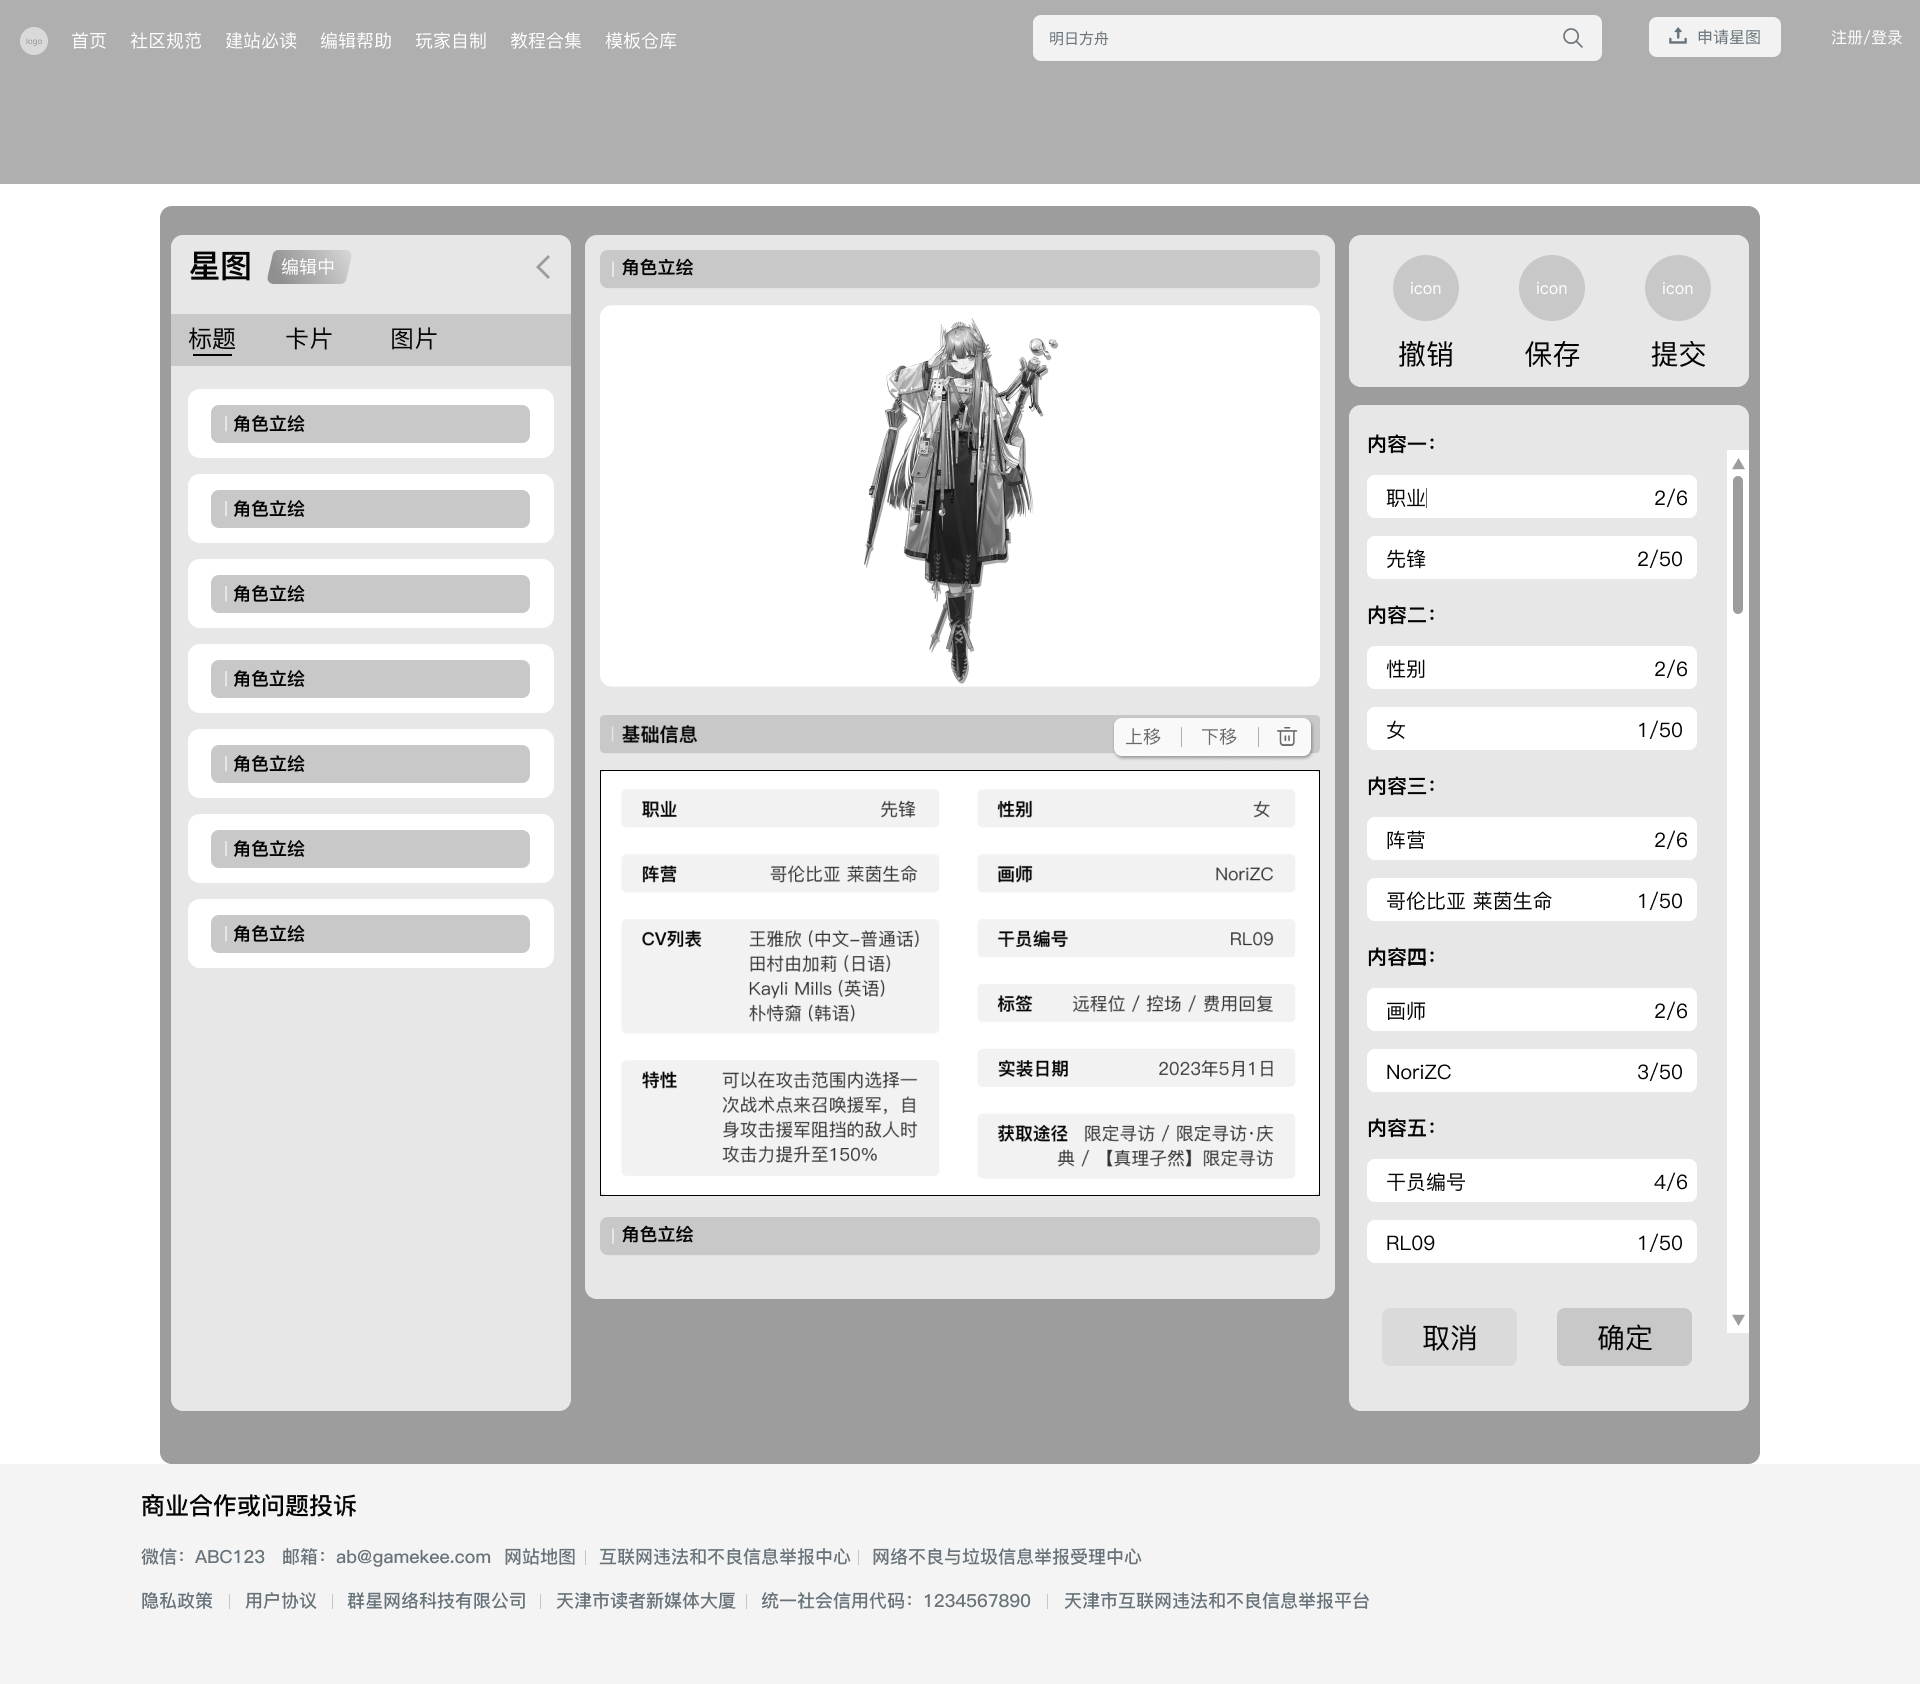 logo 首页 社区规范 建站必读 编辑帮助 玩家自制 教程合集 模板仓库 明日方舟 申请星图 注册/登录
星图 编辑中
标题 卡片 图片
角色立绘
角色立绘
角色立绘
角色立绘
角色立绘
角色立绘
角色立绘
角色立绘
基础信息 上移 下移
职业 先锋
性别 女
阵营 哥伦比亚 莱茵生命
画师 NoriZC
CV列表 王雅欣 (中文-普通话)
田村由加莉 (日语)
Kayli Mills (英语)
朴恃奫 (韩语)
干员编号 RL09
标签 远程位 / 控场 / 费用回复
实装日期 2023年5月1日
特性 可以在攻击范围内选择一
次战术点来召唤援军，自
身攻击援军阻挡的敌人时
攻击力提升至150%
获取途径 限定寻访 / 限定寻访·庆
典 / 【真理孑然】限定寻访
角色立绘
icon icon icon
撤销 保存 提交
内容一：
职业 2/6
先锋 2/50
内容二：
性别 2/6
女 1/50
内容三：
阵营 2/6
哥伦比亚 莱茵生命 1/50
内容四：
画师 2/6
NoriZC 3/50
内容五：
干员编号 4/6
RL09 1/50
取消 确定
商业合作或问题投诉
微信：ABC123 邮箱：ab@gamekee.com 网站地图 互联网违法和不良信息举报中心 网络不良与垃圾信息举报受理中心
隐私政策 用户协议 群星网络科技有限公司 天津市读者新媒体大厦 统一社会信用代码：1234567890 天津市互联网违法和不良信息举报平台